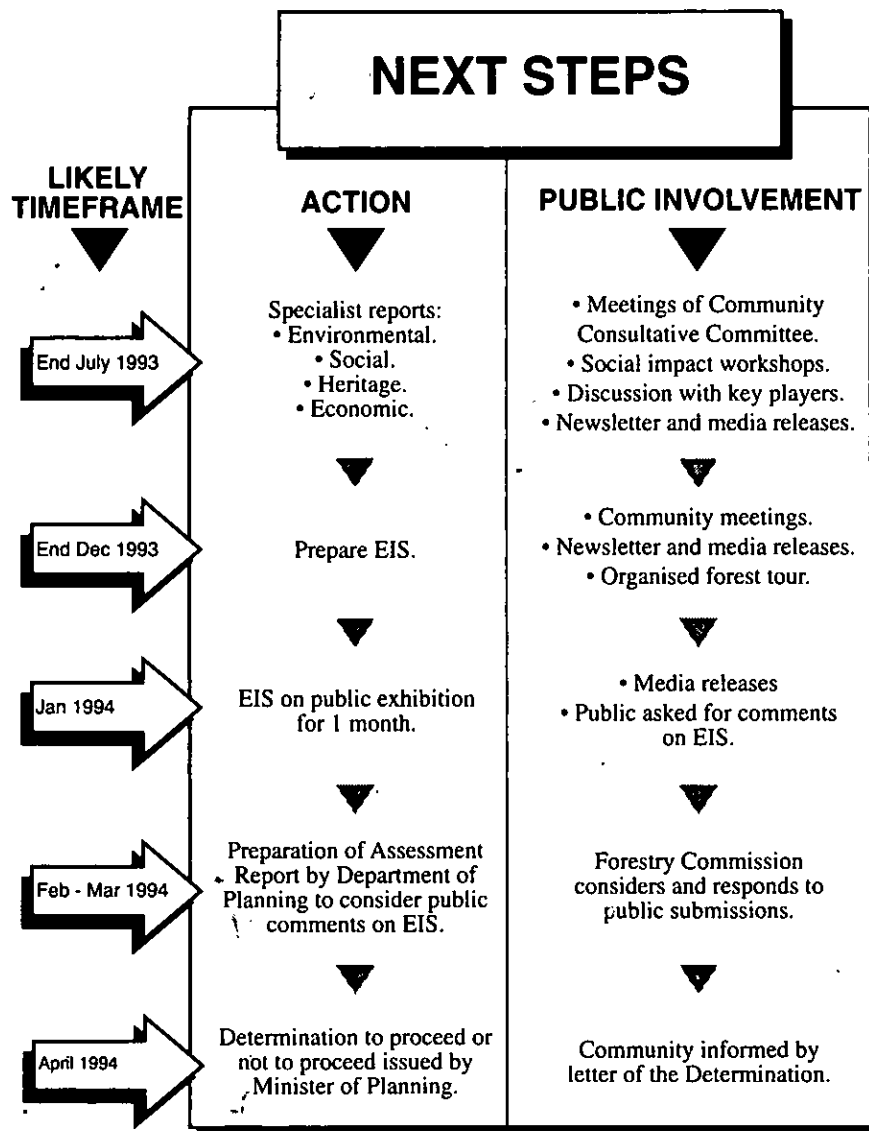 NEXT STEPS
LIKELY
TIMEFRAME
ACTION
PUBLIC INVOLVEMENT
End July 1993
Specialist reports:
• Environmental.
• Social.
• Heritage.
• Economic.
• Meetings of Community
Consultative Committee.
• Social impact workshops.
• Discussion with key players.
• Newsletter and media releases.
End Dec 1993
Prepare EIS.
• Community meetings.
• Newsletter and media releases.
• Organised forest tour.
Jan 1994
EIS on public exhibition
for 1 month.
• Media releases
• Public asked for comments
on EIS.
Feb - Mar 1994
Preparation of Assessment
Report by Department of
Planning to consider public
comments on EIS.
Forestry Commission
considers and responds to
public submissions.
April 1994
Determination to proceed or
not to proceed issued by
Minister of Planning.
Community informed by
letter of the Determination.